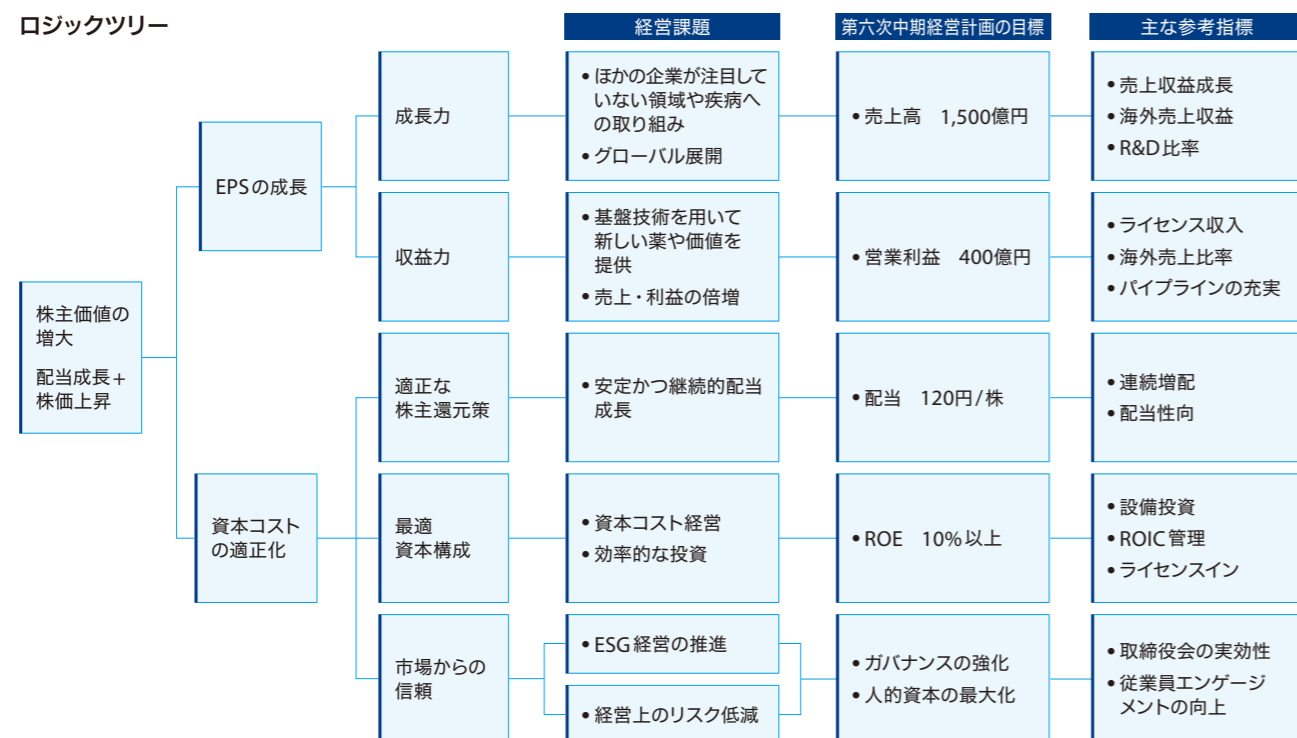 ロジックツリー
経営課題
第六次中期経営計画の目標
主な参考指標
株主価値の
増大
配当成長+
株価上昇
EPSの成長
成長力
•ほかの企業が注目して
いない領域や疾病へ
の取り組み
•グローバル展開
•売上高 1,500億円
•売上収益成長
•海外売上収益
•R&D比率
収益力
•基盤技術を用いて
新しい薬や価値を
提供
•売上・利益の倍増
•営業利益 400億円
•ライセンス収入
•海外売上比率
•パイプラインの充実
資本コスト
の適正化
適正な
株主還元策
•安定かつ継続的配当
成長
•配当 120円/株
•連続増配
•配当性向
最適
資本構成
•資本コスト経営
•効率的な投資
•ROE 10%以上
•設備投資
•ROIC管理
•ライセンスイン
市場からの
信頼
•ESG経営の推進
•経営上のリスク低減
•ガバナンスの強化
•人的資本の最大化
•取締役会の実効性
•従業員エンゲージ
メントの向上